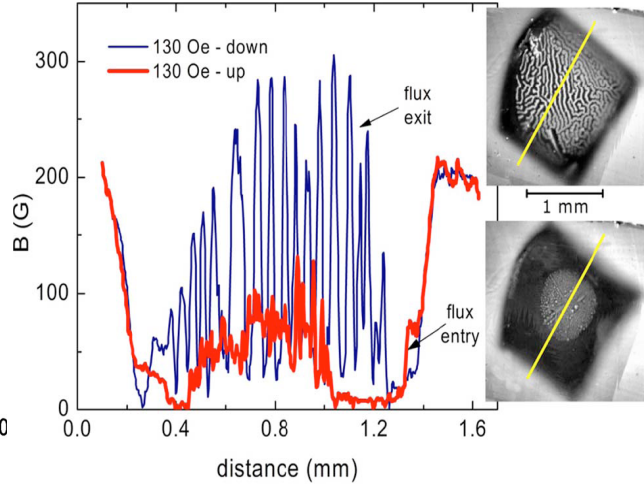 130 Oe - down
130 Oe - up
flux
exit
flux
entry
300
200
100
0
B (G)
0.0
0.4
0.8
1.2
1.6
distance (mm)
1 mm